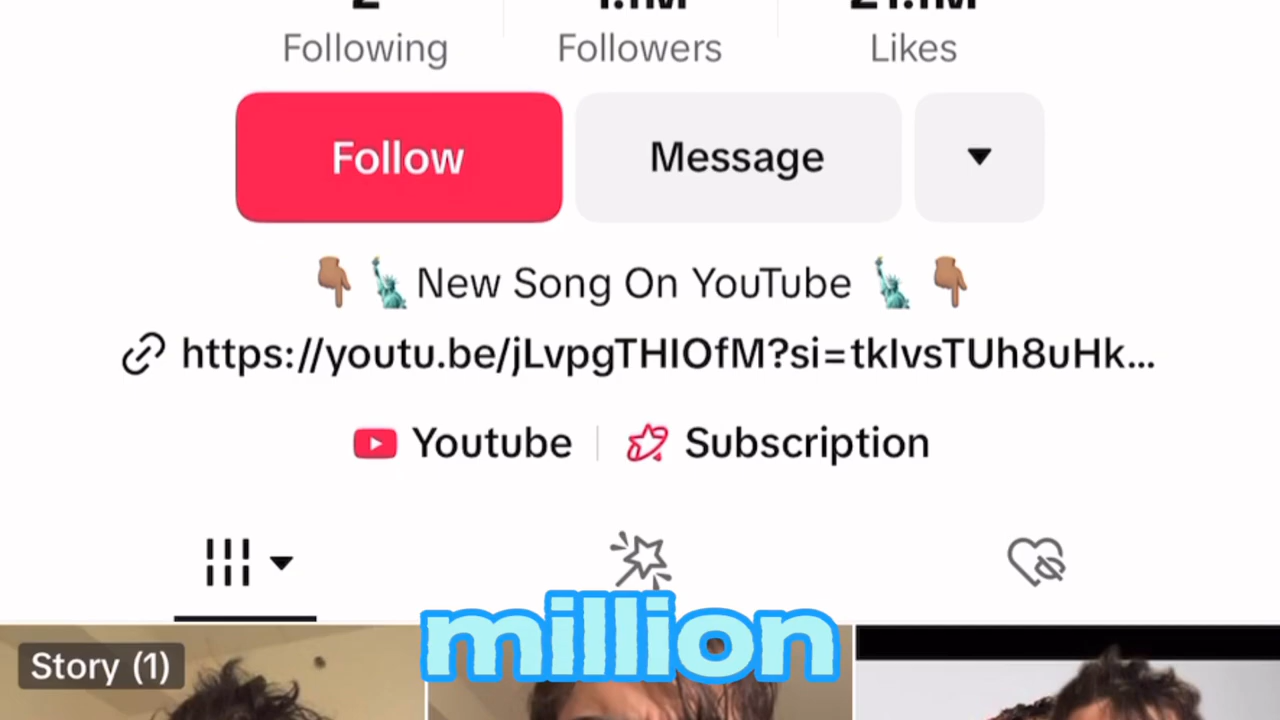 Following Followers Likes
Follow Message
👇🏾🗽New Song On YouTube🗽👇🏾
https://youtu.be/jLvpgTHIOfM?si=tkIvsTUh8uHk...
Youtube Subscription
million
Story (1)